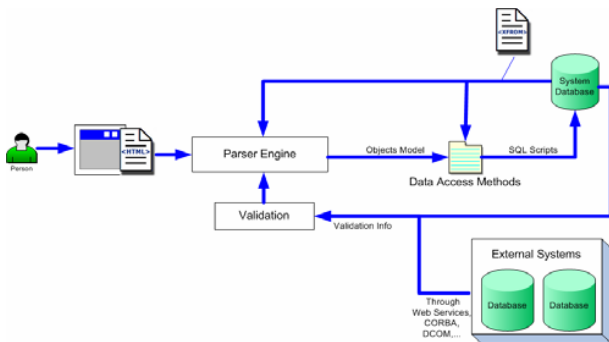 <XFROM>
System
Database
Person
<HTML>
Parser Engine
Objects Model
SQL Scripts
Data Access Methods
Validation
Validation Info
External Systems
Database
Database
Through
Web Services,
CORBA,
DCOM,...